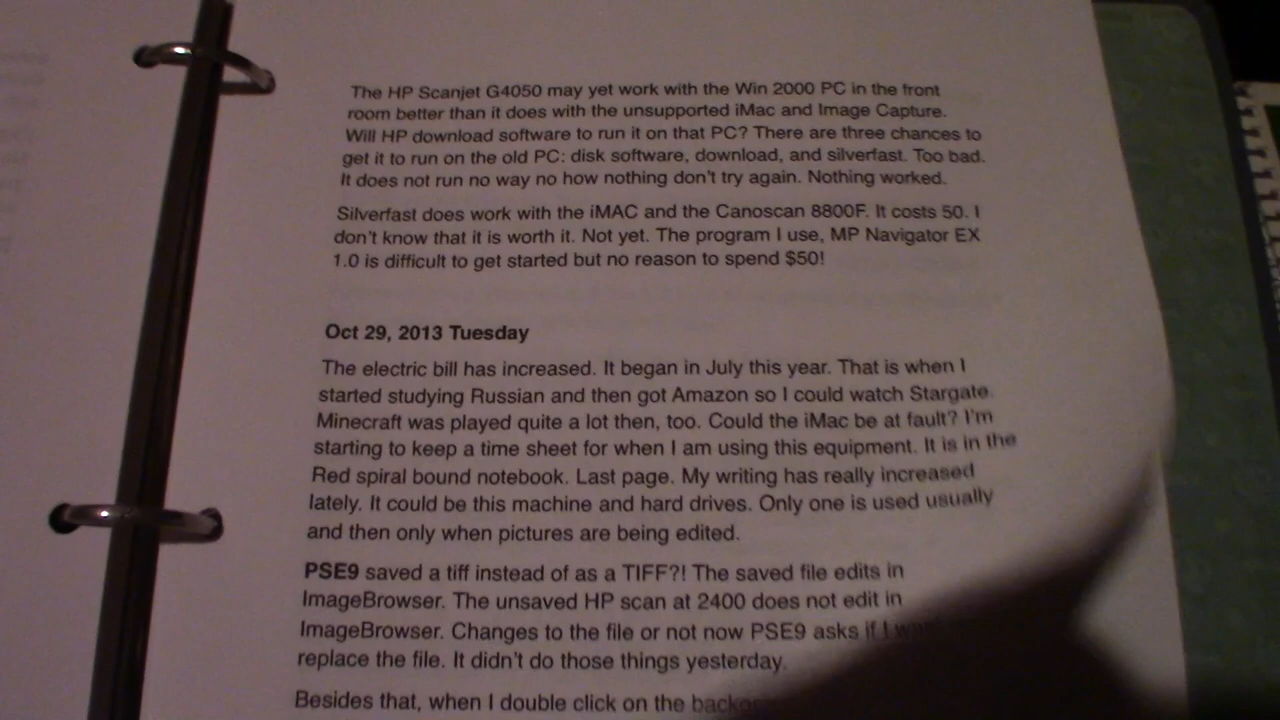 The HP Scanjet G4050 may yet work with the Win 2000 PC in the front
room better than it does with the unsupported iMac and Image Capture.
Will HP download software to run it on that PC? There are three chances to
get it to run on the old PC: disk software, download, and silverfast. Too bad.
It does not run no way no how nothing don't try again. Nothing worked.
Silverfast does work with the iMAC and the Canoscan 8800F. It costs 50. I
don't know that it is worth it. Not yet. The program I use, MP Navigator EX
1.0 is difficult to get started but no reason to spend $50!
Oct 29, 2013 Tuesday
The electric bill has increased. It began in July this year. That is when I
started studying Russian and then got Amazon so I could watch Stargate.
Minecraft was played quite a lot then, too. Could the iMac be at fault? I'm
starting to keep a time sheet for when I am using this equipment. It is in the
Red spiral bound notebook. Last page. My writing has really increased
lately. It could be this machine and hard drives. Only one is used usually
and then only when pictures are being edited.
PSE9 saved a tiff instead of as a TIFF?! The saved file edits in
ImageBrowser. The unsaved HP scan at 2400 does not edit in
ImageBrowser. Changes to the file or not now PSE9 asks if I
replace the file. It didn't do those things yesterday.
Besides that, when I double click on the